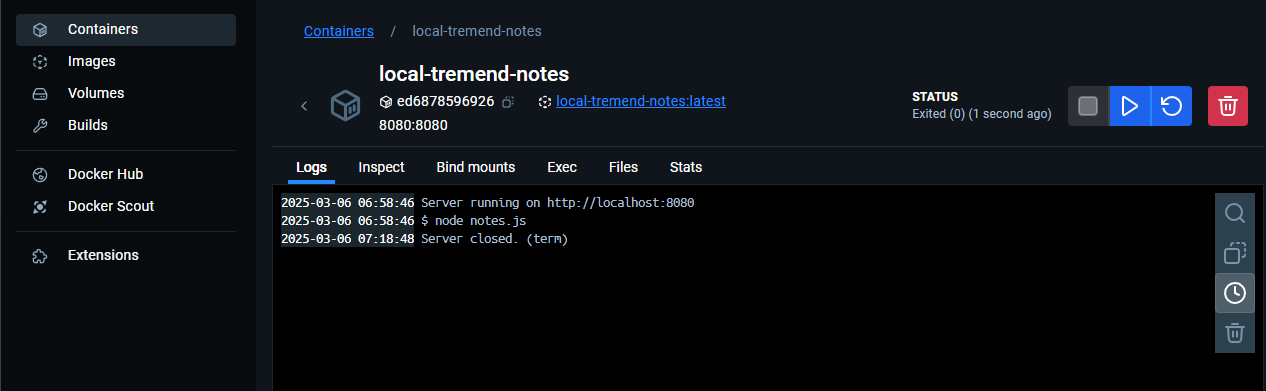 Containers
Images
Volumes
Builds
Docker Hub
Docker Scout
Extensions
Containers / local-tremend-notes
local-tremend-notes
ed6878596926 local-tremend-notes:latest
8080:8080
STATUS
Exited (0) (1 second ago)
Logs Inspect Bind mounts Exec Files Stats
2025-03-06 06:58:46 Server running on http://localhost:8080
2025-03-06 06:58:46 $ node notes.js
2025-03-06 07:18:48 Server closed. (term)